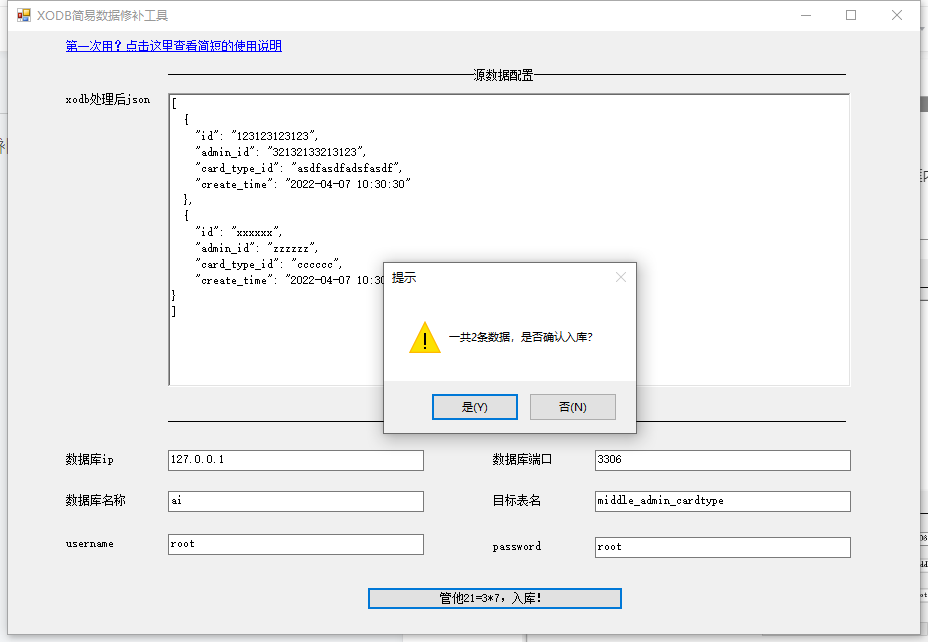 XODB简易数据修补工具
第一次用？点击这里查看简短的使用说明
源数据配置
xodb处理后json
[
{
"id": "123123123123",
"admin_id": "32132133213123",
"card_type_id": "asdfasdfadsfasdf",
"create_time": "2022-04-07 10:30:30"
},
{
"id": "xxxxxx",
"admin_id": "zzzzzz",
"card_type_id": "cccccc",
"create_time": "2022-04-07 10:30
}
]
提示
一共2条数据，是否确认入库？
是(Y) 否(N)
数据库ip 127.0.0.1 数据库端口 3306
数据库名称 ai 目标表名 middle_admin_cardtype
username root password root
管他21=3*7，入库！